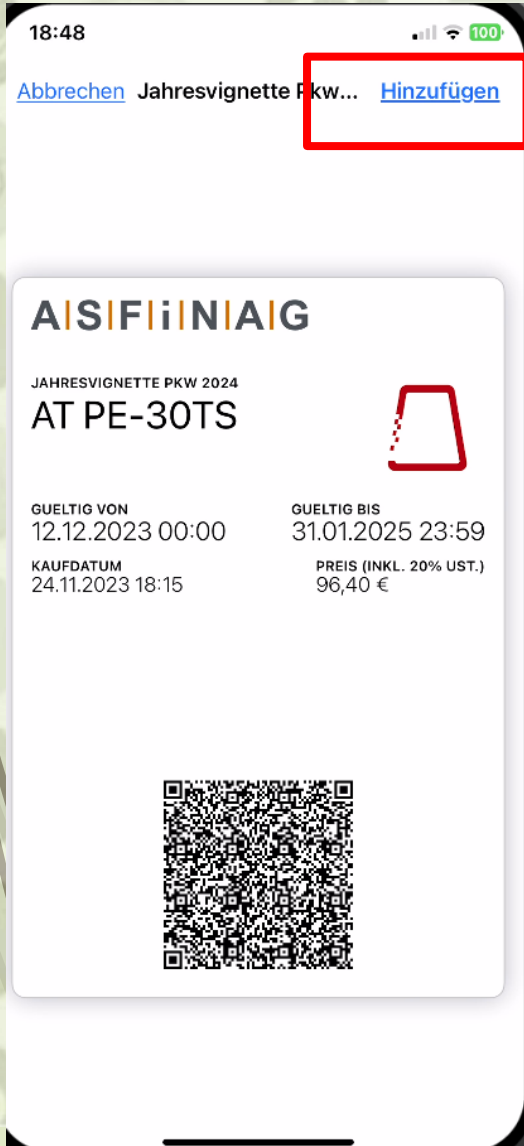 18:48 100
Abbrechen Jahresvignette Pkw... Hinzufügen
A|S|F|i|N|A|G
JAHRESVIGNETTE PKW 2024
AT PE-30TS
GUELTIG VON GUELTIG BIS
12.12.2023 00:00 31.01.2025 23:59
KAUFDATUM PREIS (INKL. 20% UST.)
24.11.2023 18:15 96,40 €